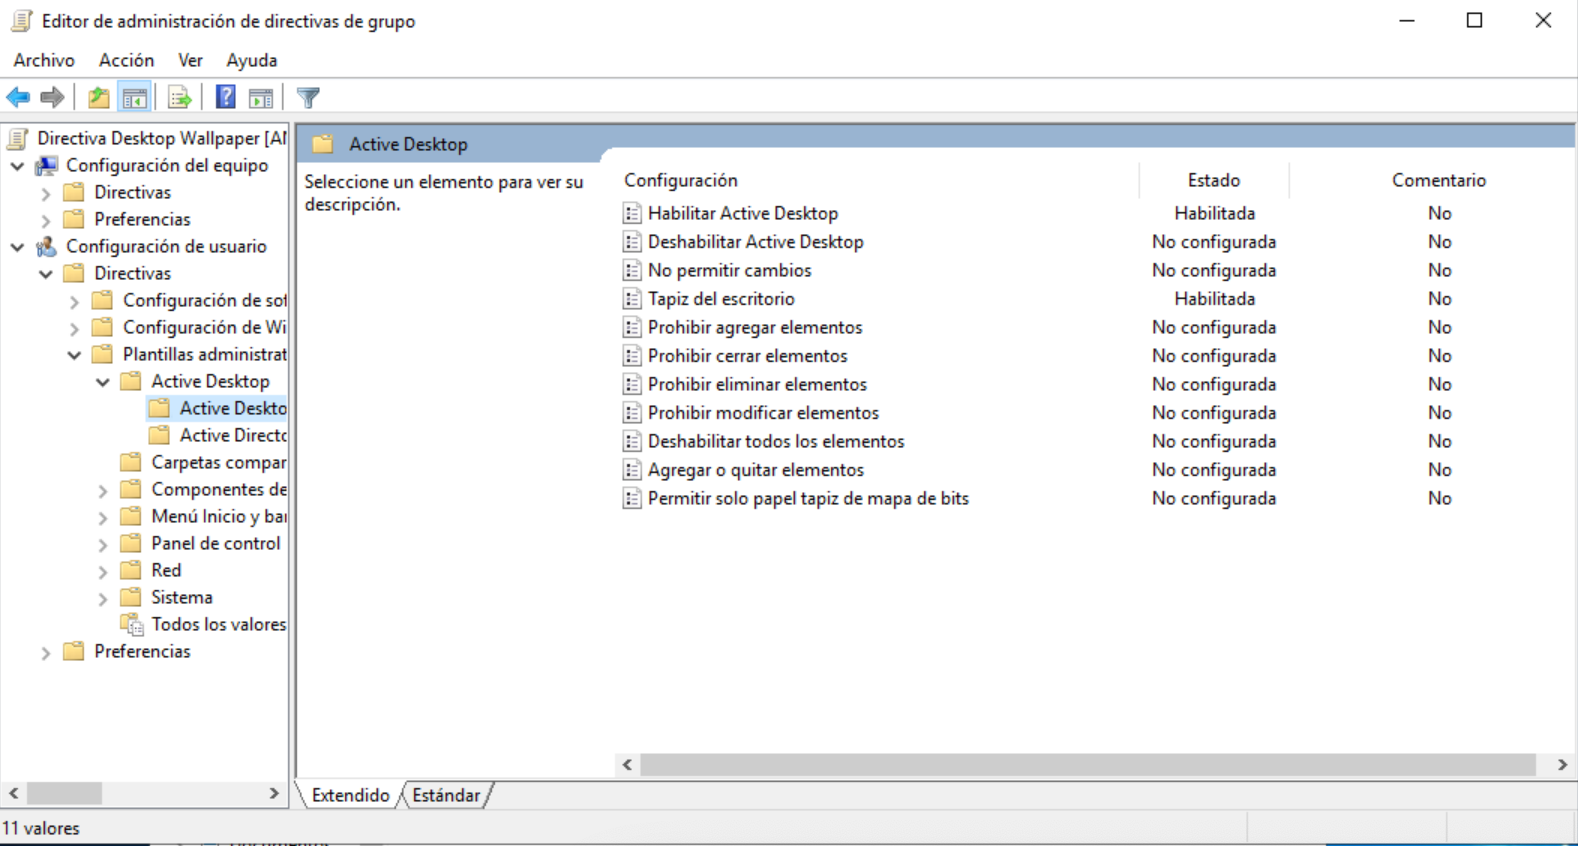 Editor de administración de directivas de grupo
Archivo Acción Ver Ayuda
Directiva Desktop Wallpaper [A
Configuración del equipo
Directivas
Preferencias
Configuración de usuario
Directivas
Configuración de sof
Configuración de Wi
Plantillas administrat
Active Desktop
Active Deskto
Active Directo
Carpetas compar
Componentes de
Menú Inicio y bar
Panel de control
Red
Sistema
Todos los valores
Preferencias
Active Desktop
Seleccione un elemento para ver su
descripción.
Configuración Estado Comentario
Habilitar Active Desktop Habilitada No
Deshabilitar Active Desktop No configurada No
No permitir cambios No configurada No
Tapiz del escritorio Habilitada No
Prohibir agregar elementos No configurada No
Prohibir cerrar elementos No configurada No
Prohibir eliminar elementos No configurada No
Prohibir modificar elementos No configurada No
Deshabilitar todos los elementos No configurada No
Agregar o quitar elementos No configurada No
Permitir solo papel tapiz de mapa de bits No configurada No
Extendido Estándar
11 valores